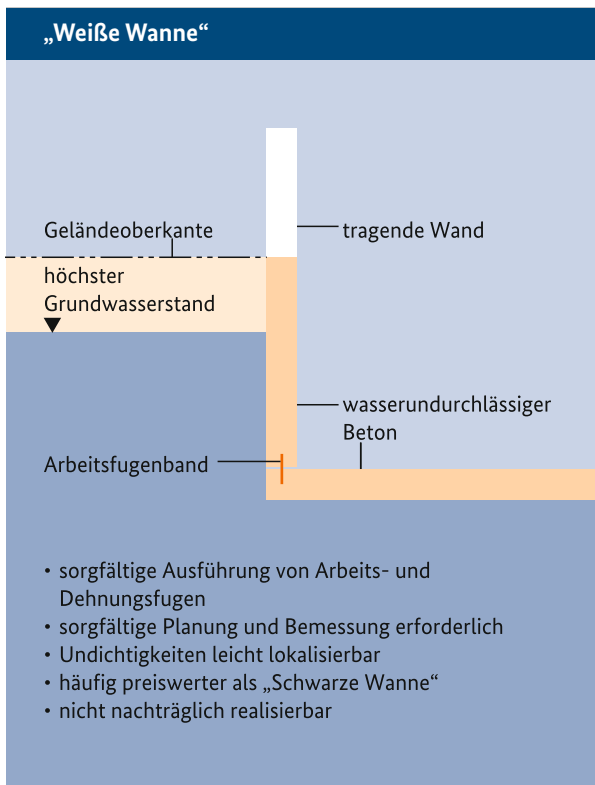 „Weiße Wanne“
Geländeoberkante
tragende Wand
höchster
Grundwasserstand
wasserundurchlässiger
Beton
Arbeitsfugenband
• sorgfältige Ausführung von Arbeits- und
Dehnungsfugen
• sorgfältige Planung und Bemessung erforderlich
• Undichtigkeiten leicht lokalisierbar
• häufig preiswerter als „Schwarze Wanne“
• nicht nachträglich realisierbar